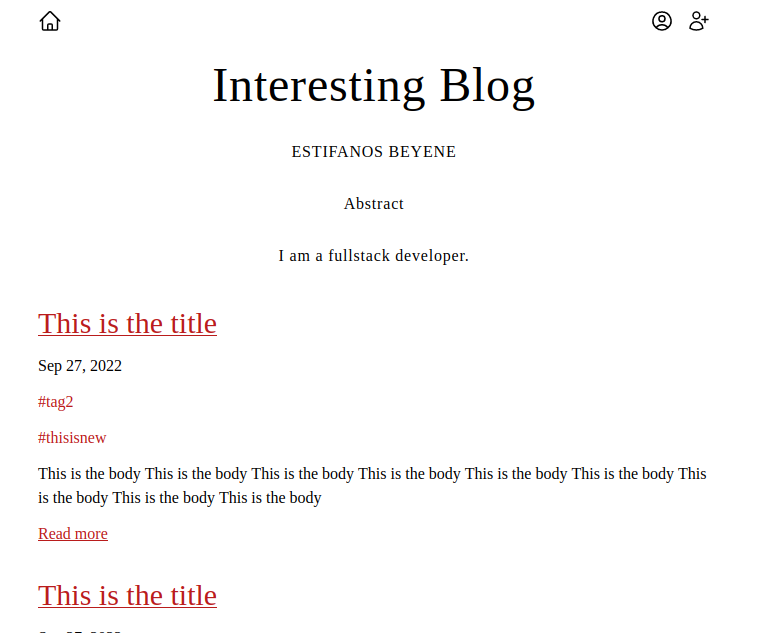 Interesting Blog
ESTIFANOS BEYENE
Abstract
I am a fullstack developer.
This is the title
Sep 27, 2022
#tag2
#thisisnew
This is the body This is the body This is the body This is the body This is the body This is the body This
is the body This is the body This is the body
Read more
This is the title